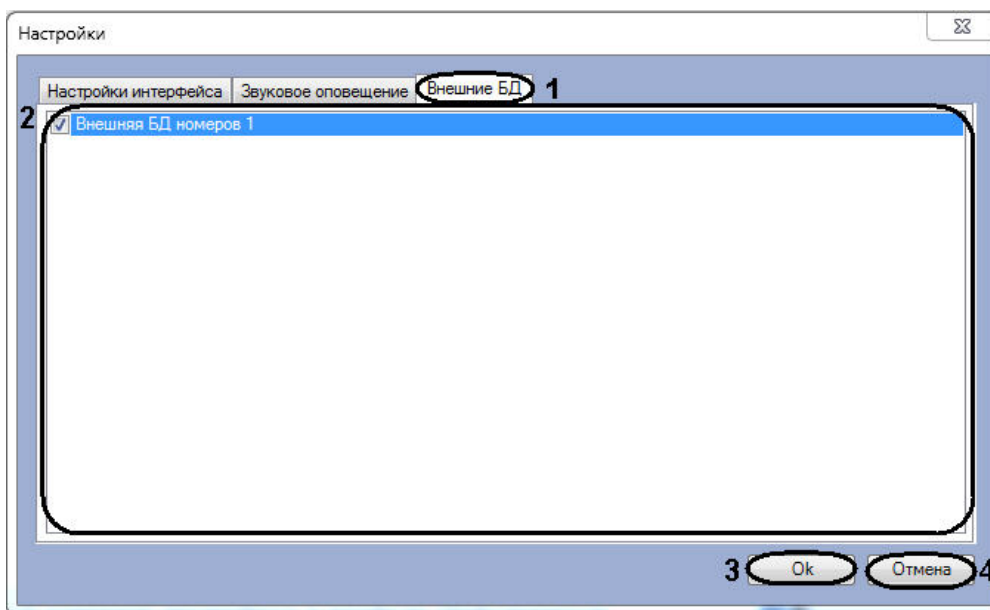 Настройки
Настройки интерфейса Звуковое оповещение Внешние БД 1
2
Внешняя БД номеров 1
3 Ok Отмена 4